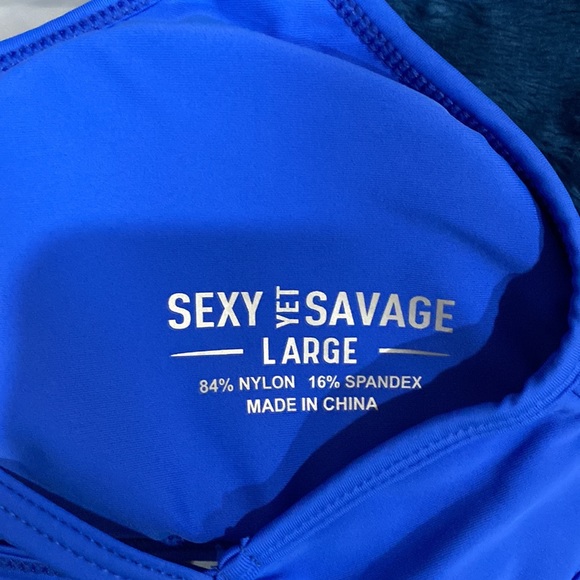 SEXY YET SAVAGE
LARGE
84% NYLON 16% SPANDEX
MADE IN CHINA